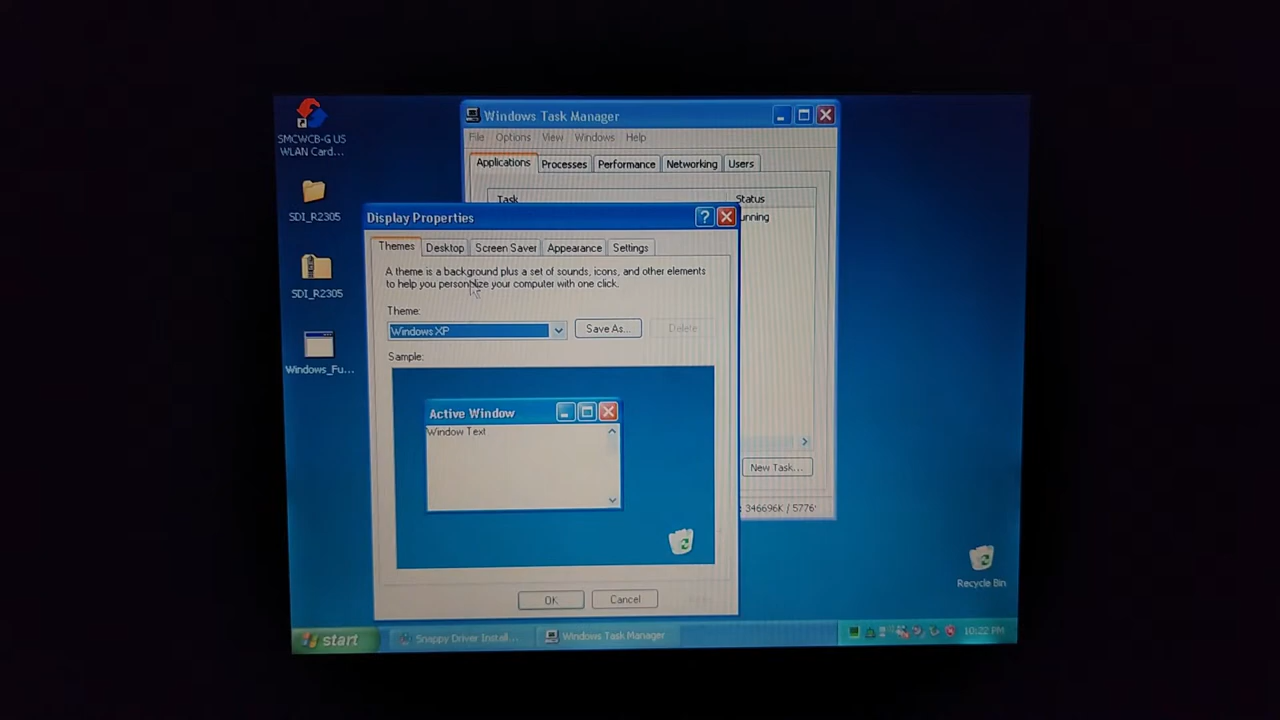 SMCWCB-G US
WLAN Card...
SDI_R2305
SDI_R2305
Windows_Fu...
Windows Task Manager
File Options View Windows Help
Applications Processes Performance Networking Users
Task Status
unning
New Task...
: 346696K / 5776
Display Properties
Themes Desktop Screen Saver Appearance Settings
A theme is a background plus a set of sounds, icons, and other elements
to help you personalize your computer with one click.
Theme:
Windows XP Save As... Delete
Sample:
Active Window
Window Text
OK Cancel
Recycle Bin
start Snappy Driver Install... Windows Task Manager 10:22 PM